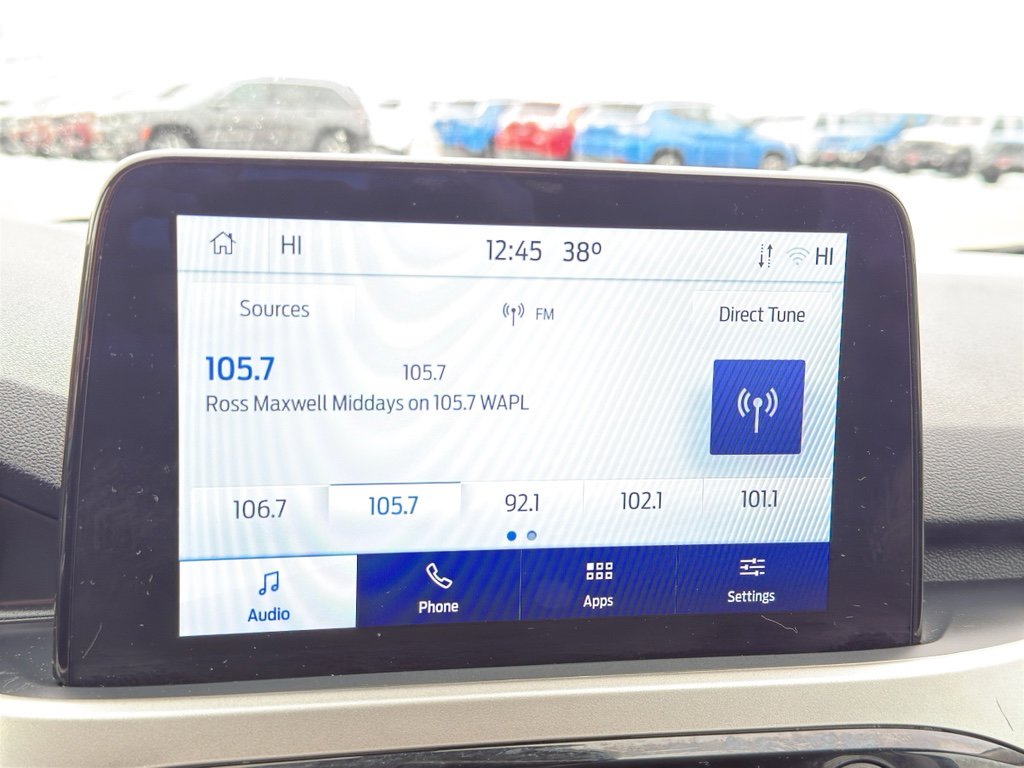 HI 12:45 38º HI
Sources FM Direct Tune
105.7 105.7
Ross Maxwell Middays on 105.7 WAPL
106.7 105.7 92.1 102.1 101.1
Audio Phone Apps Settings